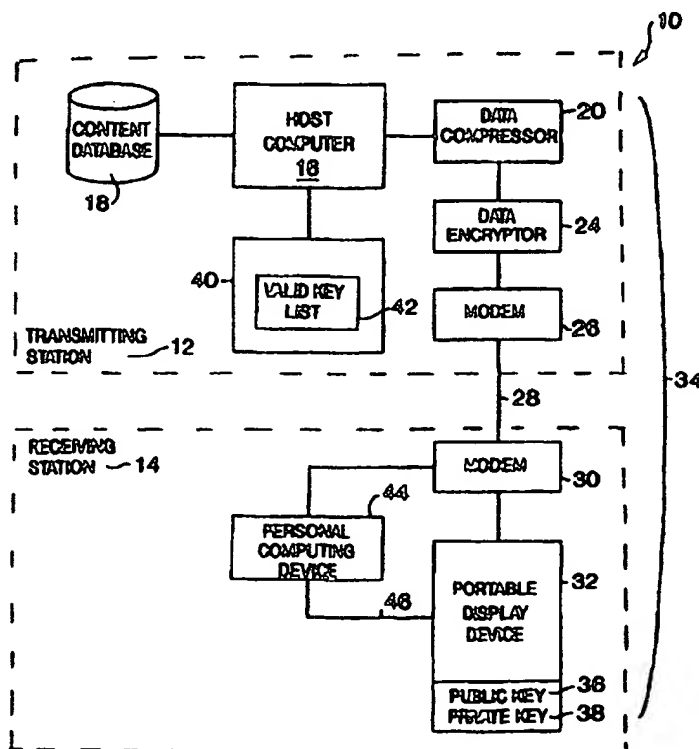 10
CONTENT
DATABASE
18
HOST
COMPUTER
16
DATA
COMPRESSOR
20
DATA
ENCRYPTOR
24
40
VALID KEY
LIST
42
MODEM
26
TRANSMITTING
STATION
12
34
28
RECEIVING
STATION
14
MODEM
30
44
PERSONAL
COMPUTING
DEVICE
46
PORTABLE
DISPLAY
DEVICE
32
PUBLIC KEY
36
PRIVATE KEY
38